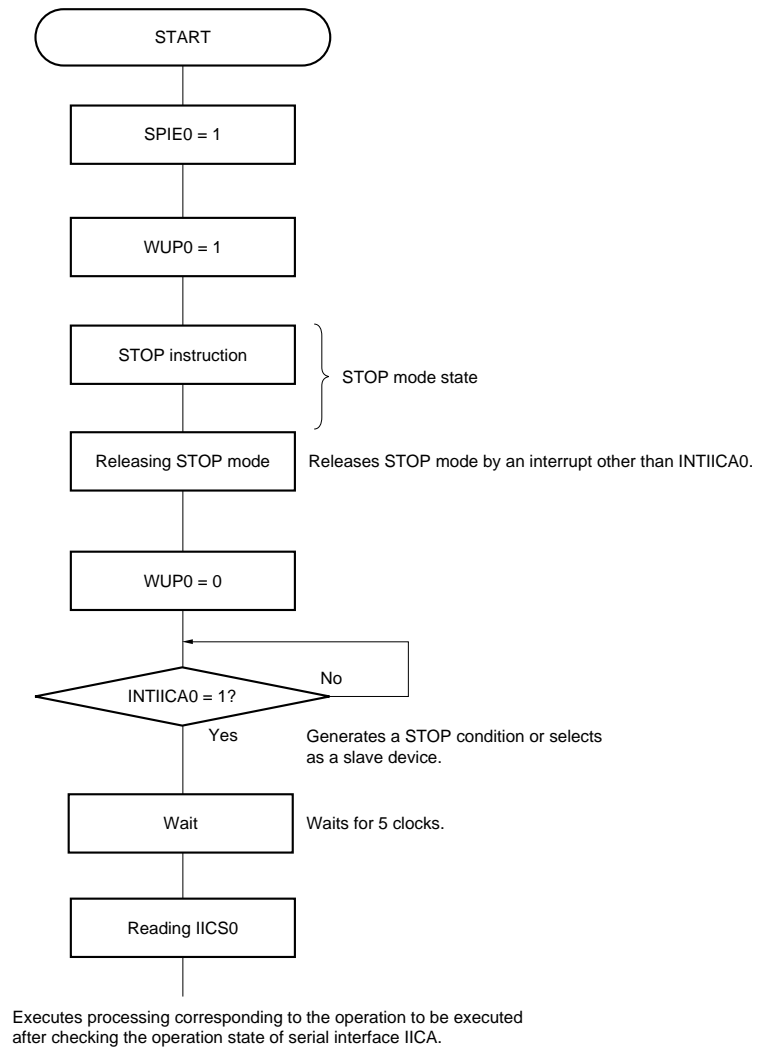 START
SPIE0 = 1
WUP0 = 1
STOP instruction
STOP mode state
Releasing STOP mode
Releases STOP mode by an interrupt other than INTIICA0.
WUP0 = 0
No
INTIICA0 = 1?
Yes
Generates a STOP condition or selects
as a slave device.
Wait
Waits for 5 clocks.
Reading IICS0
Executes processing corresponding to the operation to be executed
after checking the operation state of serial interface IICA.